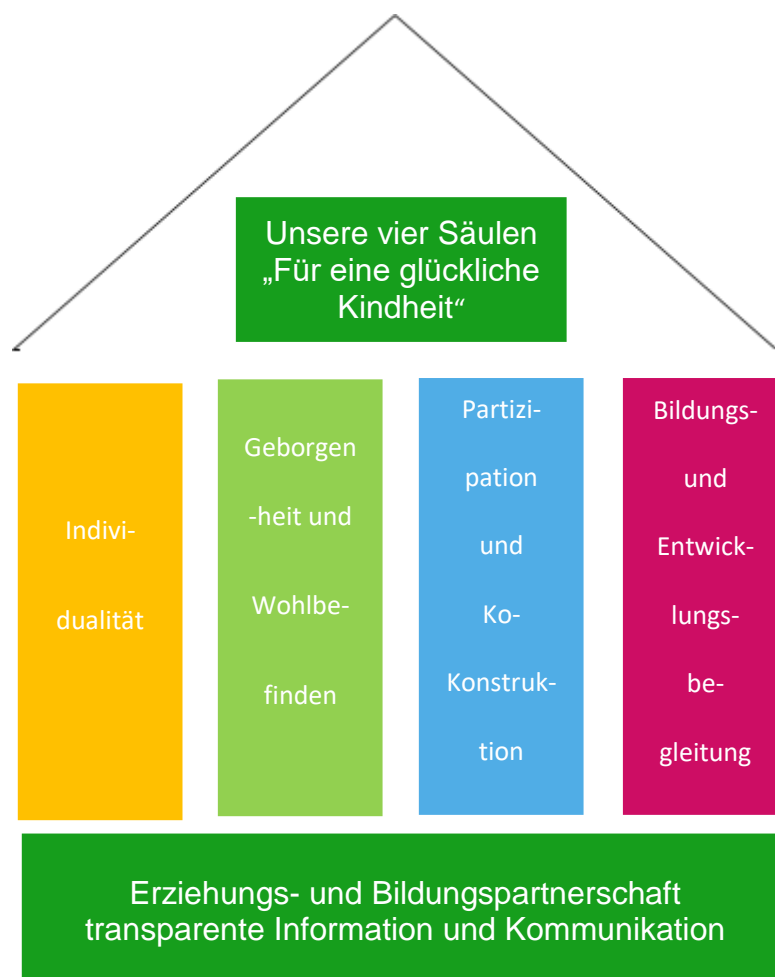 Unsere vier Säulen
„Für eine glückliche
Kindheit“
Indivi-
dualität
Geborgen
-heit und
Wohlbe-
finden
Partizi-
pation
und
Ko-
Konstruk-
tion
Bildungs-
und
Entwick-
lungs-
be-
gleitung
Erziehungs- und Bildungspartnerschaft
transparente Information und Kommunikation